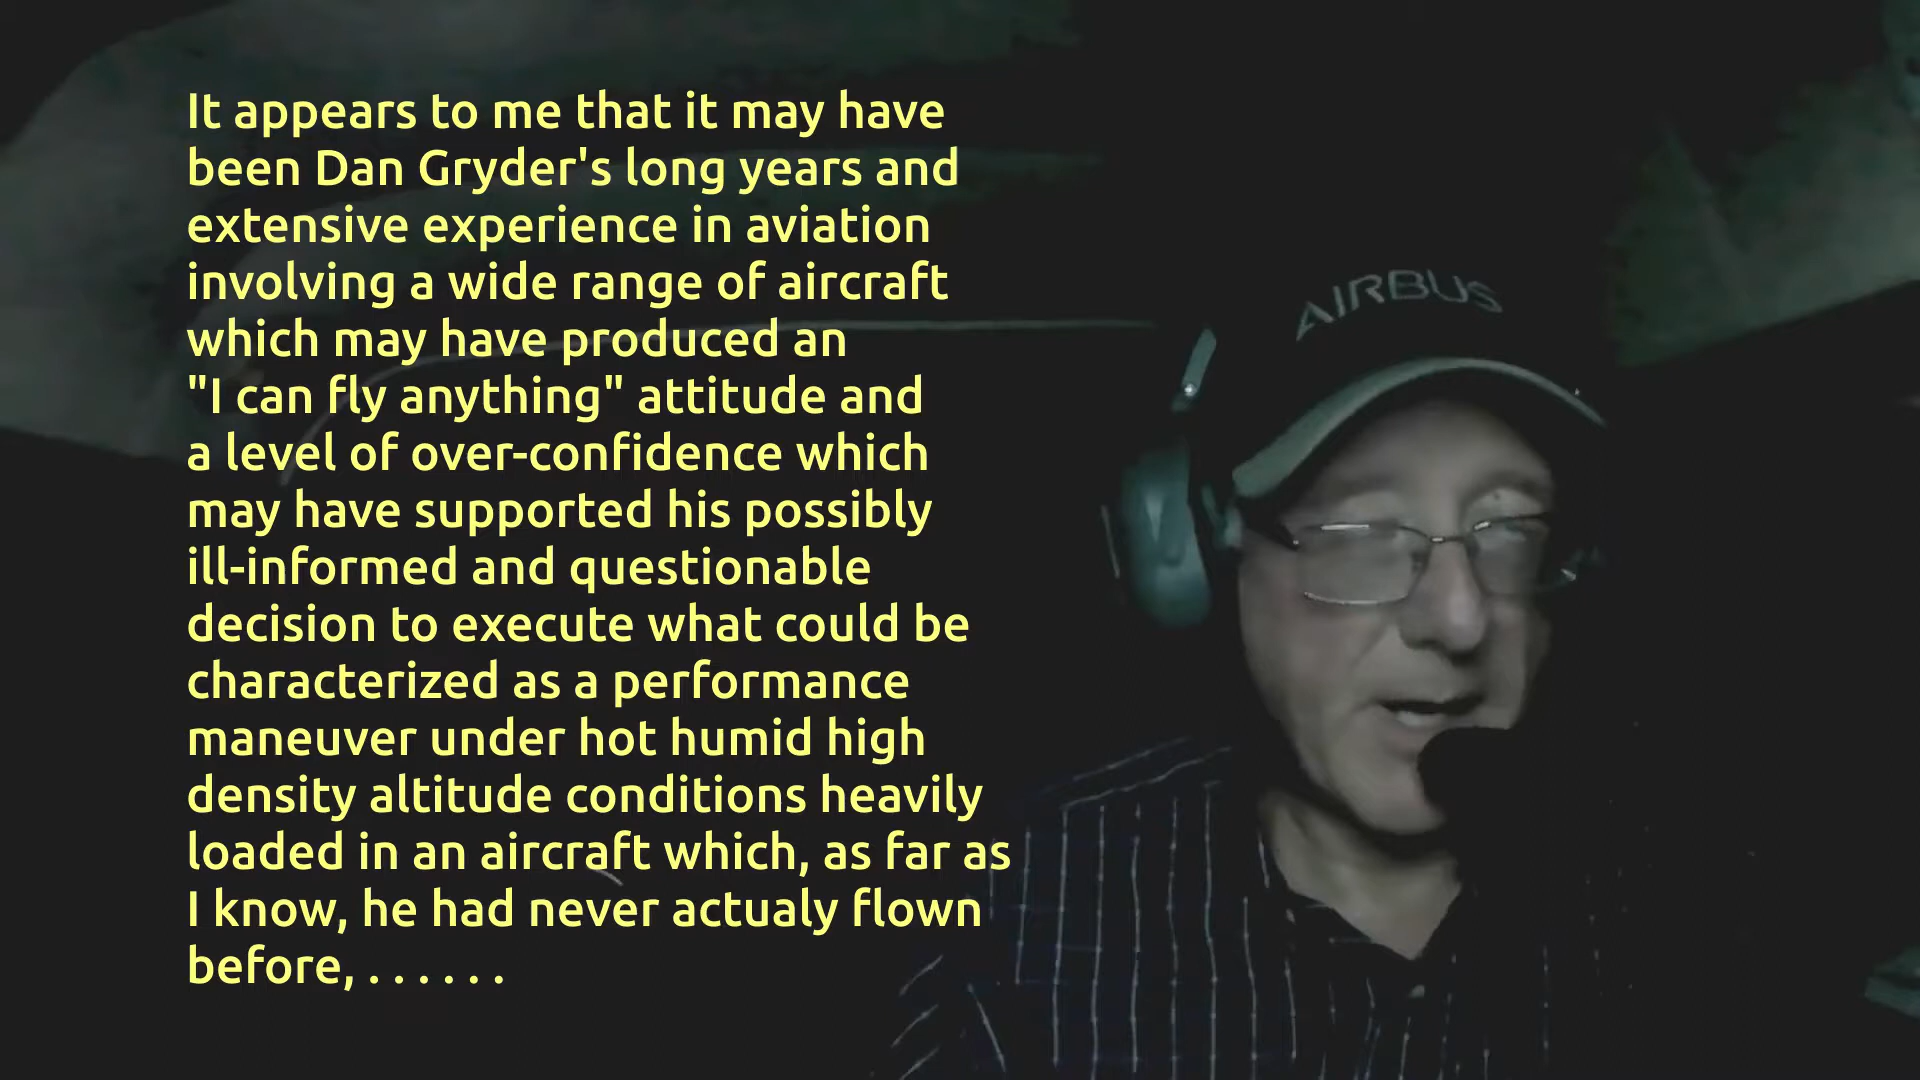 It appears to me that it may have
been Dan Gryder's long years and
extensive experience in aviation
involving a wide range of aircraft
which may have produced an
"I can fly anything" attitude and
a level of over-confidence which
may have supported his possibly
ill-informed and questionable
decision to execute what could be
characterized as a performance
maneuver under hot humid high
density altitude conditions heavily
loaded in an aircraft which, as far as
I know, he had never actualy flown
before, . . . . . .
AIRBUS